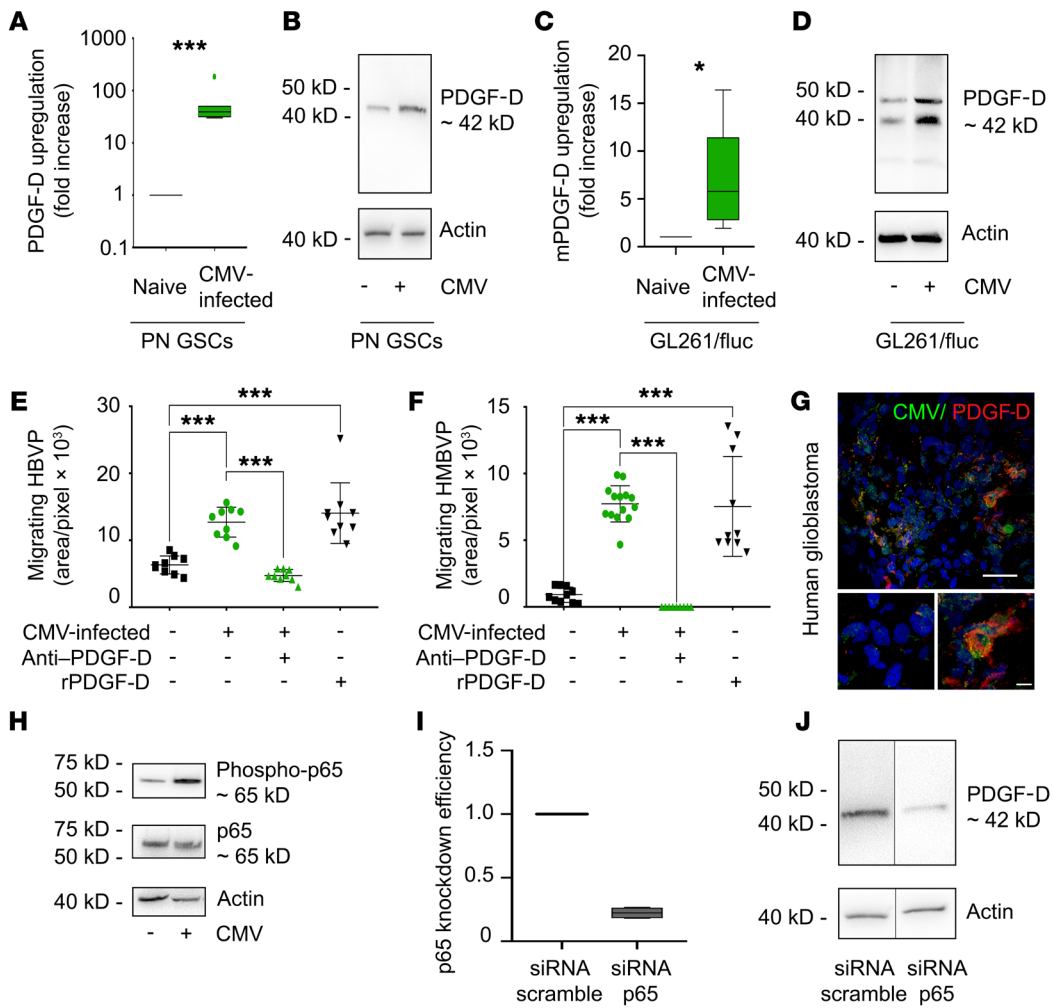 A
PDGF-D upregulation
(fold increase)
1000
100
10
1
0.1
***
Naive
CMV-
infected
PN GSCs
B
50 kD -
40 kD -
PDGF-D
~ 42 kD
40 kD -
Actin
- + CMV
PN GSCs
C
mPDGF-D upregulation
(fold increase)
20
15
10
5
0
*
Naive
CMV-
infected
GL261/fluc
D
50 kD -
40 kD -
PDGF-D
~ 42 kD
40 kD -
Actin
- + CMV
GL261/fluc
E
Migrating HBVP
(area/pixel × 10³)
30
20
10
0
***
***
***
CMV-infected - + + -
Anti–PDGF-D - - + -
rPDGF-D - - - +
F
Migrating HMBVP
(area/pixel × 10³)
15
10
5
0
***
***
***
CMV-infected - + + -
Anti–PDGF-D - - + -
rPDGF-D - - - +
G
Human glioblastoma
CMV/ PDGF-D
H
75 kD -
50 kD -
Phospho-p65
~ 65 kD
75 kD -
50 kD -
p65
~ 65 kD
40 kD -
Actin
- + CMV
I
p65 knockdown efficiency
1.5
1.0
0.5
0
siRNA
scramble
siRNA
p65
J
50 kD -
40 kD -
PDGF-D
~ 42 kD
40 kD -
Actin
siRNA
scramble
siRNA
p65